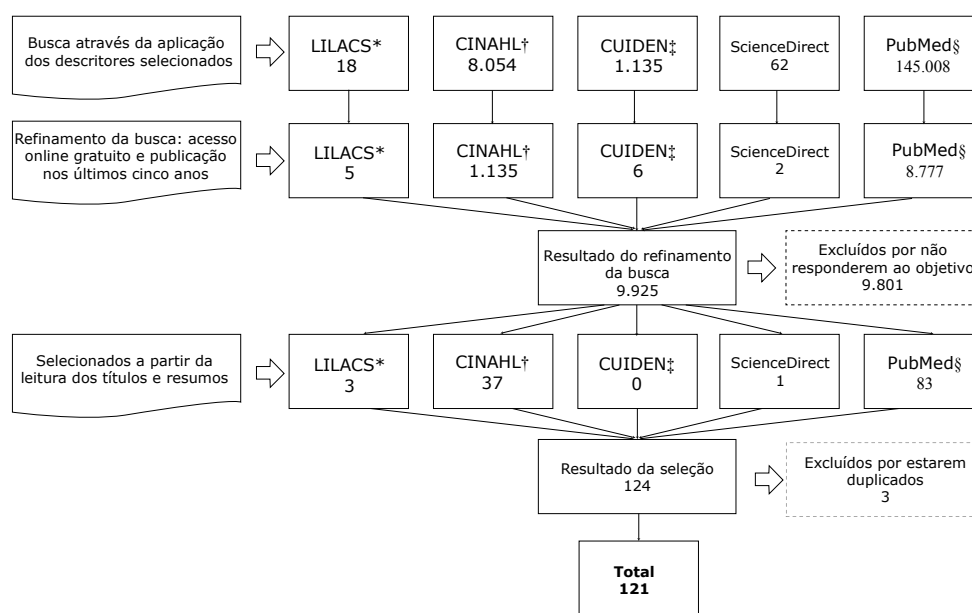 Busca através da aplicação
dos descritores selecionados
LILACS*
18
CINAHL†
8.054
CUIDEN‡
1.135
ScienceDirect
62
PubMed§
145.008
Refinamento da busca: acesso
online gratuito e publicação
nos últimos cinco anos
LILACS*
5
CINAHL†
1.135
CUIDEN‡
6
ScienceDirect
2
PubMed§
8.777
Resultado do refinamento
da busca
9.925
Excluídos por não
responderem ao objetivo
9.801
Selecionados a partir da
leitura dos títulos e resumos
LILACS*
3
CINAHL†
37
CUIDEN‡
0
ScienceDirect
1
PubMed§
83
Resultado da seleção
124
Excluídos por estarem
duplicados
3
Total
121